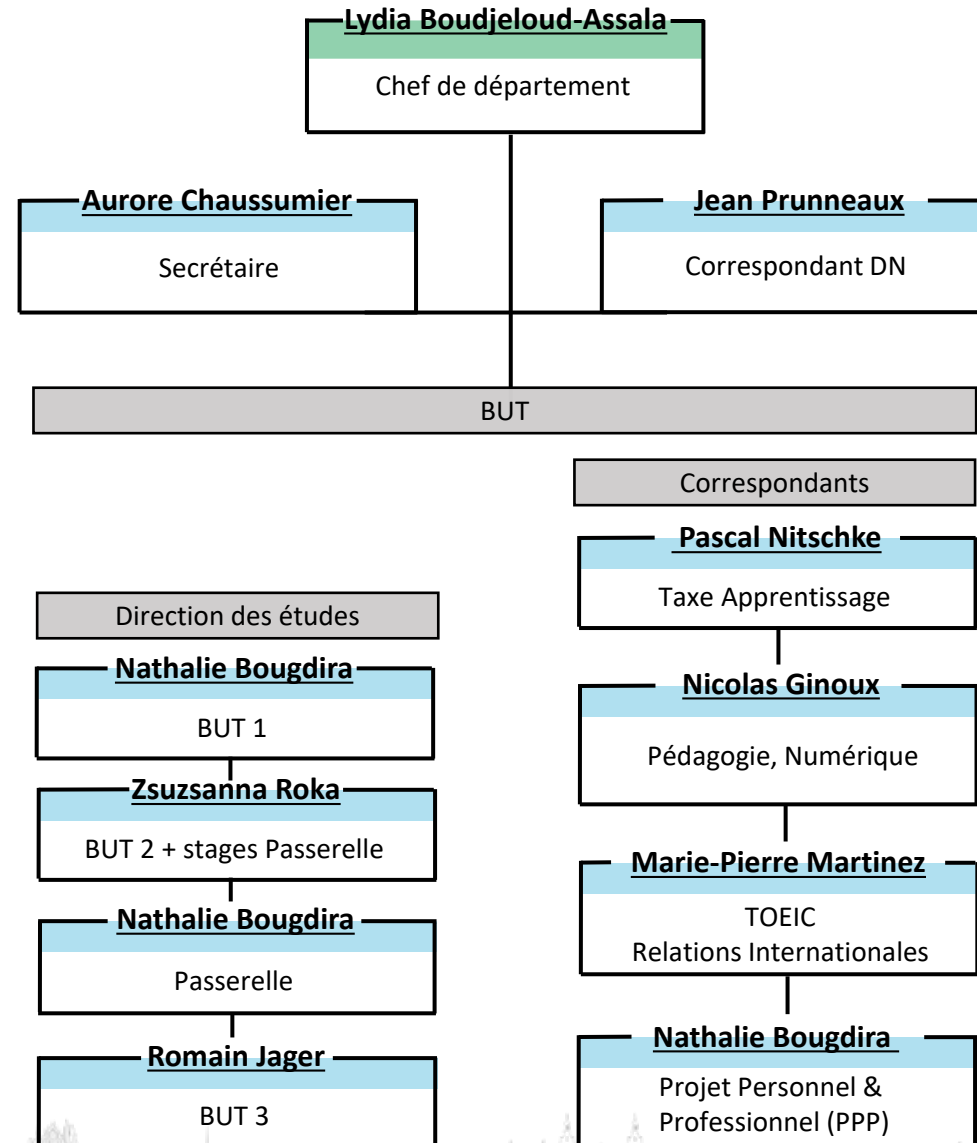 Lydia Boudjeloud-Assala
Chef de département
Aurore Chaussumier
Secrétaire
Jean Prunneaux
Correspondant DN
BUT
Direction des études
Nathalie Bougdira
BUT 1
Zsuzsanna Roka
BUT 2 + stages Passerelle
Nathalie Bougdira
Passerelle
Romain Jager
BUT 3
Correspondants
Pascal Nitschke
Taxe Apprentissage
Nicolas Ginoux
Pédagogie, Numérique
Marie-Pierre Martinez
TOEIC
Relations Internationales
Nathalie Bougdira
Projet Personnel &
Professionnel (PPP)